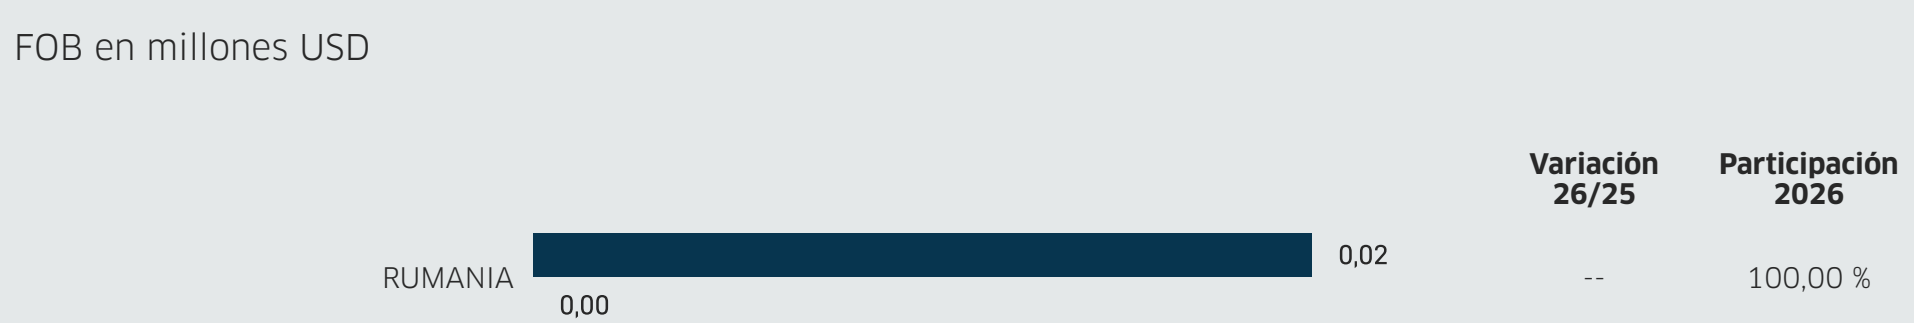 FOB en millones USD
Variación Participación
26/25 2026
0,02
RUMANIA -- 100,00 %
0,00